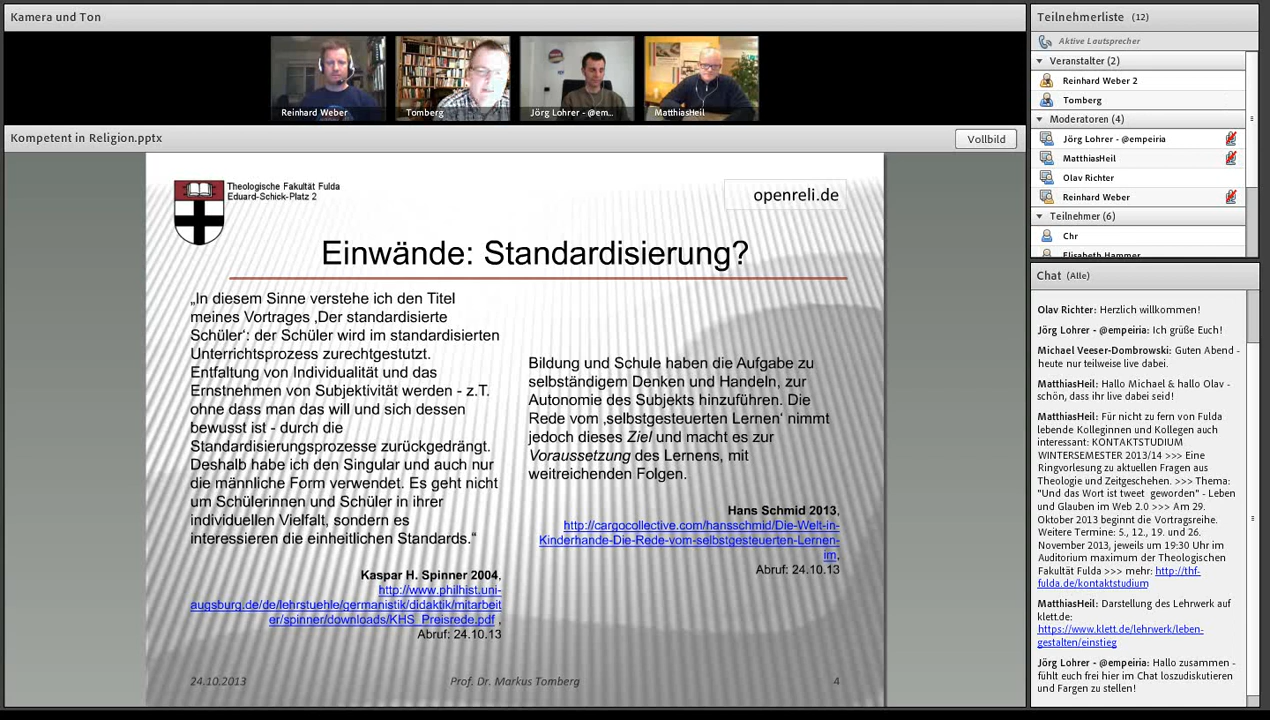 Kamera und Ton
Reinhard Weber
Tomberg
Jörg Lohrer - @em...
MatthiasHeil
Kompetent in Religion.pptx
Vollbild
Theologische Fakultät Fulda
Eduard-Schick-Platz 2
openreli.de
Einwände: Standardisierung?
„In diesem Sinne verstehe ich den Titel
meines Vortrages ‚Der standardisierte
Schüler‘: der Schüler wird im standardisierten
Unterrichtsprozess zurechtgestutzt.
Entfaltung von Individualität und das
Ernstnehmen von Subjektivität werden - z.T.
ohne dass man das will und sich dessen
bewusst ist - durch die
Standardisierungsprozesse zurückgedrängt.
Deshalb habe ich den Singular und auch nur
die männliche Form verwendet. Es geht nicht
um Schülerinnen und Schüler in ihrer
individuellen Vielfalt, sondern es
interessieren die einheitlichen Standards.“
Kaspar H. Spinner 2004,
http://www.philhist.uni-
augsburg.de/de/lehrstuehle/germanistik/didaktik/mitarbeit
er/spinner/downloads/KHS_Preisrede.pdf ,
Abruf: 24.10.13
Bildung und Schule haben die Aufgabe zu
selbständigem Denken und Handeln, zur
Autonomie des Subjekts hinzuführen. Die
Rede vom ‚selbstgesteuerten Lernen‘ nimmt
jedoch dieses Ziel und macht es zur
Voraussetzung des Lernens, mit
weitreichenden Folgen.
Hans Schmid 2013,
http://cargocollective.com/hansschmid/Die-Welt-in-
Kinderhande-Die-Rede-vom-selbstgesteuerten-Lernen-
im,
Abruf: 24.10.13
24.10.2013
Prof. Dr. Markus Tomberg
4
Teilnehmerliste (12)
Aktive Lautsprecher
Veranstalter (2)
Reinhard Weber 2
Tomberg
Moderatoren (4)
Jörg Lohrer - @empeiria
MatthiasHeil
Olav Richter
Reinhard Weber
Teilnehmer (6)
Chr
Elisabeth Hammer
Chat (Alle)
Olav Richter: Herzlich willkommen!
Jörg Lohrer - @empeiria: Ich grüße Euch!
Michael Veeser-Dombrowski: Guten Abend -
heute nur teilweise live dabei.
MatthiasHeil: Hallo Michael & hallo Olav -
schön, dass ihr live dabei seid!
MatthiasHeil: Für nicht zu fern von Fulda
lebende Kolleginnen und Kollegen auch
interessant: KONTAKTSTUDIUM
WINTERSEMESTER 2013/14 >>> Eine
Ringvorlesung zu aktuellen Fragen aus
Theologie und Zeitgeschehen. >>> Thema:
"Und das Wort ist tweet geworden" - Leben
und Glauben im Web 2.0 >>> Am 29.
Oktober 2013 beginnt die Vortragsreihe.
Weitere Termine: 5., 12., 19. und 26.
November 2013, jeweils um 19:30 Uhr im
Auditorium maximum der Theologischen
Fakultät Fulda >>> mehr: http://thf-
fulda.de/kontaktstudium
MatthiasHeil: Darstellung des Lehrwerk auf
klett.de:
https://www.klett.de/lehrwerk/leben-
gestalten/einstieg
Jörg Lohrer - @empeiria: Hallo zusammen -
fühlt euch frei hier im Chat loszudiskutieren
und Fargen zu stellen!